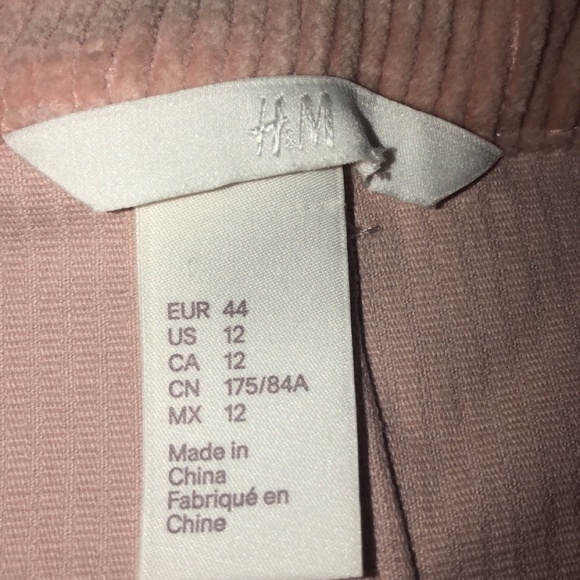 H&M
EUR 44
US 12
CA 12
CN 175/84A
MX 12
Made in
China
Fabriqué en
Chine